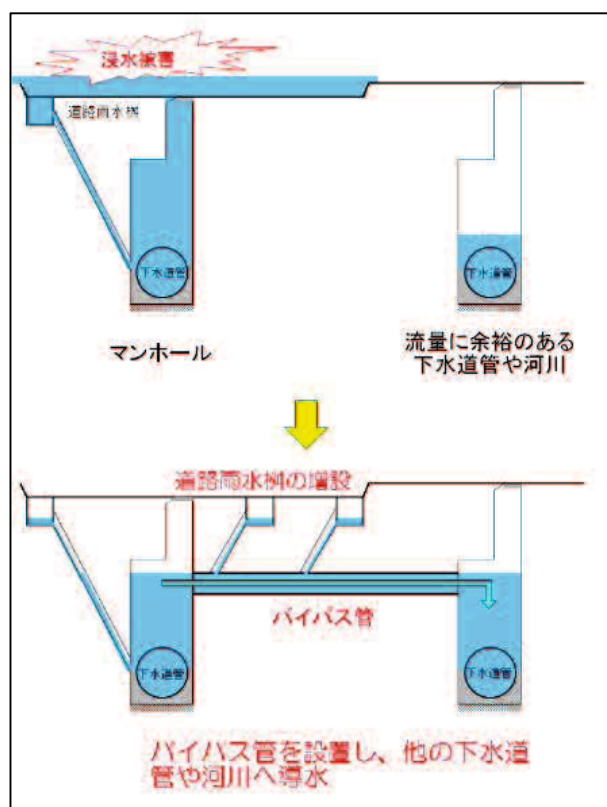 浸水被害
道路雨水桝
下水道管
下水道管
マンホール
流量に余裕のある
下水道管や河川
道路雨水桝の増設
バイパス管
下水道管
下水道管
バイパス管を設置し、他の下水道
管や河川へ導水